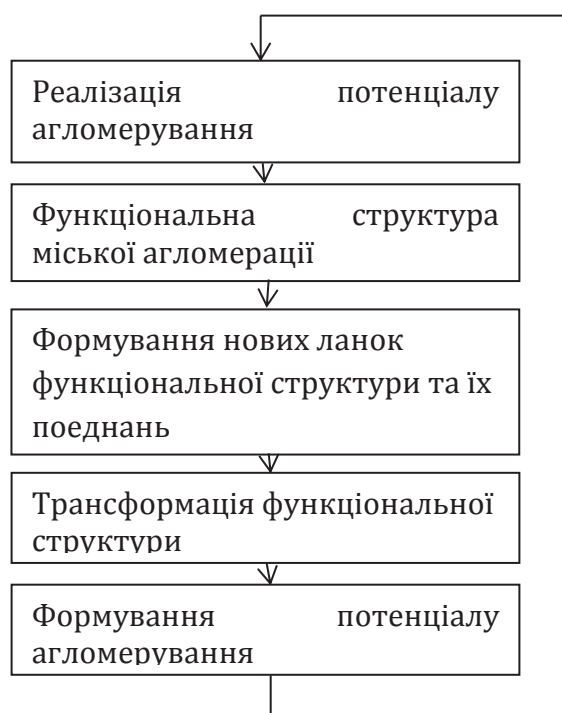 Реалізація потенціалу
агломерування
Функціональна структура
міської агломерації
Формування нових ланок
функціональної структури та їх
поєднань
Трансформація функціональної
структури
Формування потенціалу
агломерування